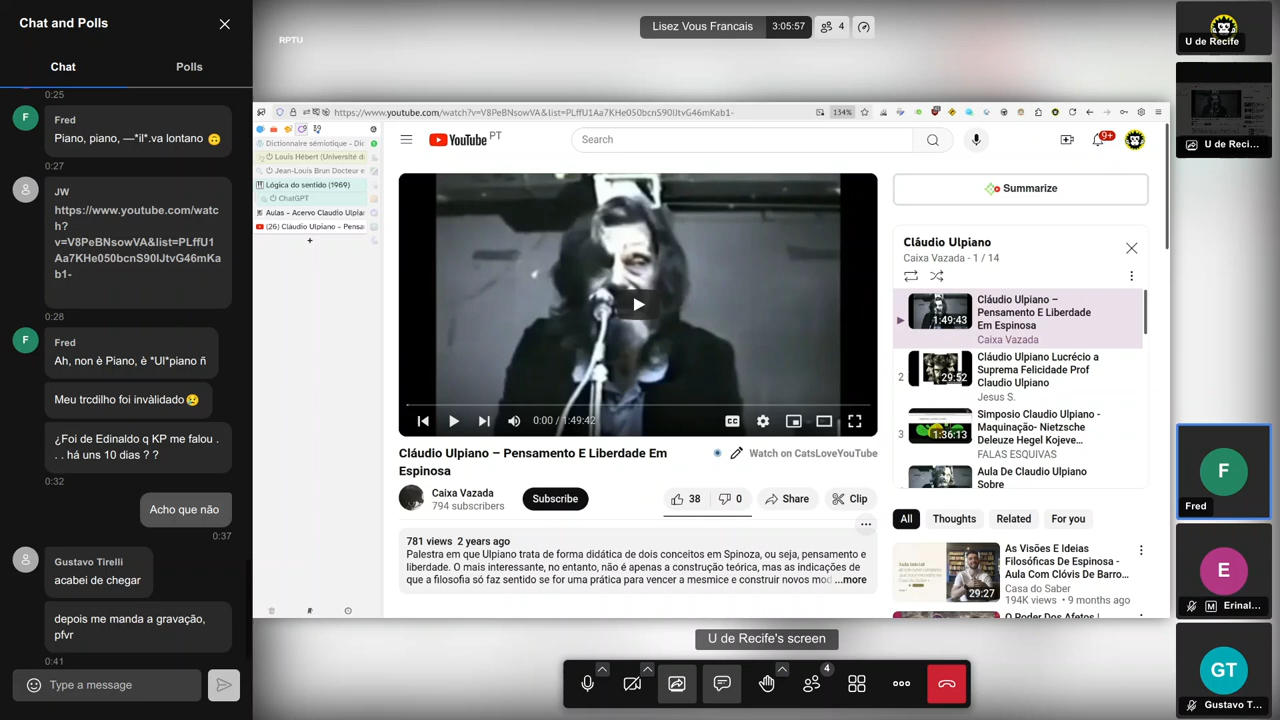 Chat and Polls
Chat
Polls
0:25
F
Fred
Piano, piano, —*il*.va lontano
0:27
JW
https://www.youtube.com/watc
h?
v=V8PeBNsowVA&list=PLffU1
Aa7KHe050bcnS90IJtvG46mKa
b1-
0:28
F
Fred
Ah, non è Piano, è *Ul*piano ñ
Meu trcdilho foi invàlidado
¿Foi de Edinaldo q KP me falou .
. . há uns 10 dias ? ?
0:32
Acho que não
0:37
Gustavo Tirelli
acabei de chegar
depois me manda a gravação,
pfvr
0:41
Type a message
RPTU
Lisez Vous Francais
3:05:57
4
https://www.youtube.com/watch?v=V8PeBNsowVA&list=PLffU1Aa7KHe050bcnS90IJtvG46mKab1-
134%
Dictionnaire sémiotique - Dic
Louis Hébert (Université d
Jean-Louis Brun Docteur e
Lógica do sentido (1969)
ChatGPT
Aulas - Acervo Claudio Ulpia
(26) Cláudio Ulpiano – Pensa
YouTube PT
Search
9+
0:00 / 1:49:42
Cláudio Ulpiano – Pensamento E Liberdade Em
Espinosa
Watch on CatsLoveYouTube
Caixa Vazada
794 subscribers
Subscribe
38
0
Share
Clip
781 views 2 years ago
Palestra em que Ulpiano trata de forma didática de dois conceitos em Spinoza, ou seja, pensamento e
liberdade. O mais interessante, no entanto, não é apenas a construção teórica, mas as indicações de
que a filosofia só faz sentido se for uma prática para vencer a mesmice e construir novos mod ...more
Summarize
Cláudio Ulpiano
Caixa Vazada - 1 / 14
1:49:43
Cláudio Ulpiano –
Pensamento E Liberdade
Em Espinosa
Caixa Vazada
2
29:52
Cláudio Ulpiano Lucrécio a
Suprema Felicidade Prof
Claudio Ulpiano
Jesus S.
3
1:36:13
Simposio Claudio Ulpiano -
Maquinação- Nietzsche
Deleuze Hegel Kojeve...
FALAS ESQUIVAS
Aula De Claudio Ulpiano
Sobre
All
Thoughts
Related
For you
29:27
As Visões E Ideias
Filosóficas De Espinosa -
Aula Com Clóvis De Barro...
Casa do Saber
194K views • 9 months ago
O Poder Dos Afetos |
U de Recife's screen
4
U de Recife
U de Reci...
F
Fred
E
M
Erinal...
GT
Gustavo T...